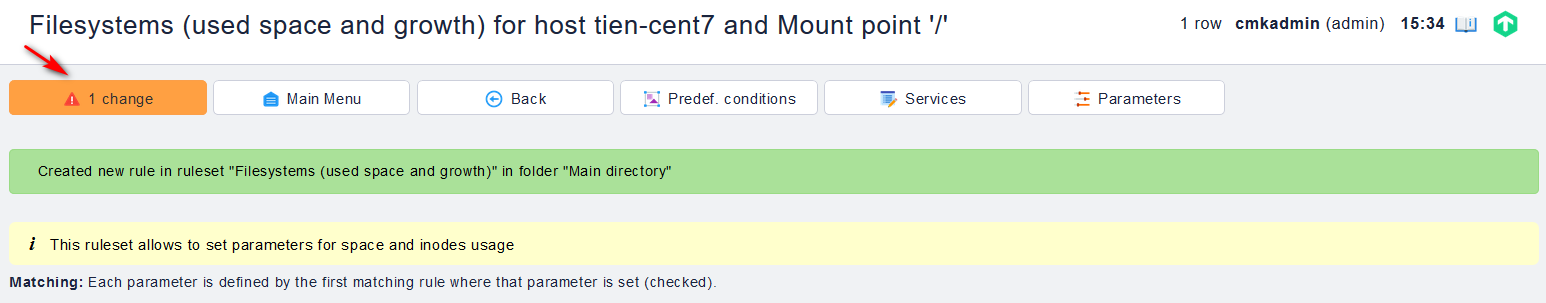 Filesystems (used space and growth) for host tien-cent7 and Mount point '/'
1 row cmkadmin (admin) 15:34
1 change
Main Menu
Back
Predef. conditions
Services
Parameters
Created new rule in ruleset "Filesystems (used space and growth)" in folder "Main directory"
i This ruleset allows to set parameters for space and inodes usage
Matching: Each parameter is defined by the first matching rule where that parameter is set (checked).